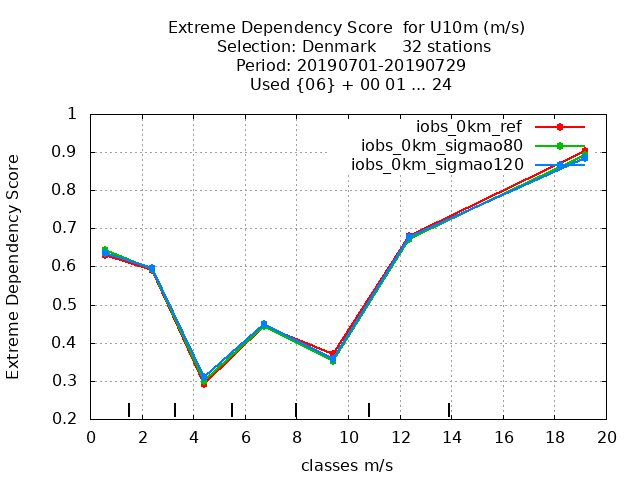 Extreme Dependency Score  for U10m (m/s)
Selection: Denmark     32 stations
Period: 20190701-20190729
Used {06} + 00 01 ... 24
iobs_0km_ref
iobs_0km_sigmao80
iobs_0km_sigmao120
Extreme Dependency Score
1
0.9
0.8
0.7
0.6
0.5
0.4
0.3
0.2
0 2 4 6 8 10 12 14 16 18 20
classes m/s